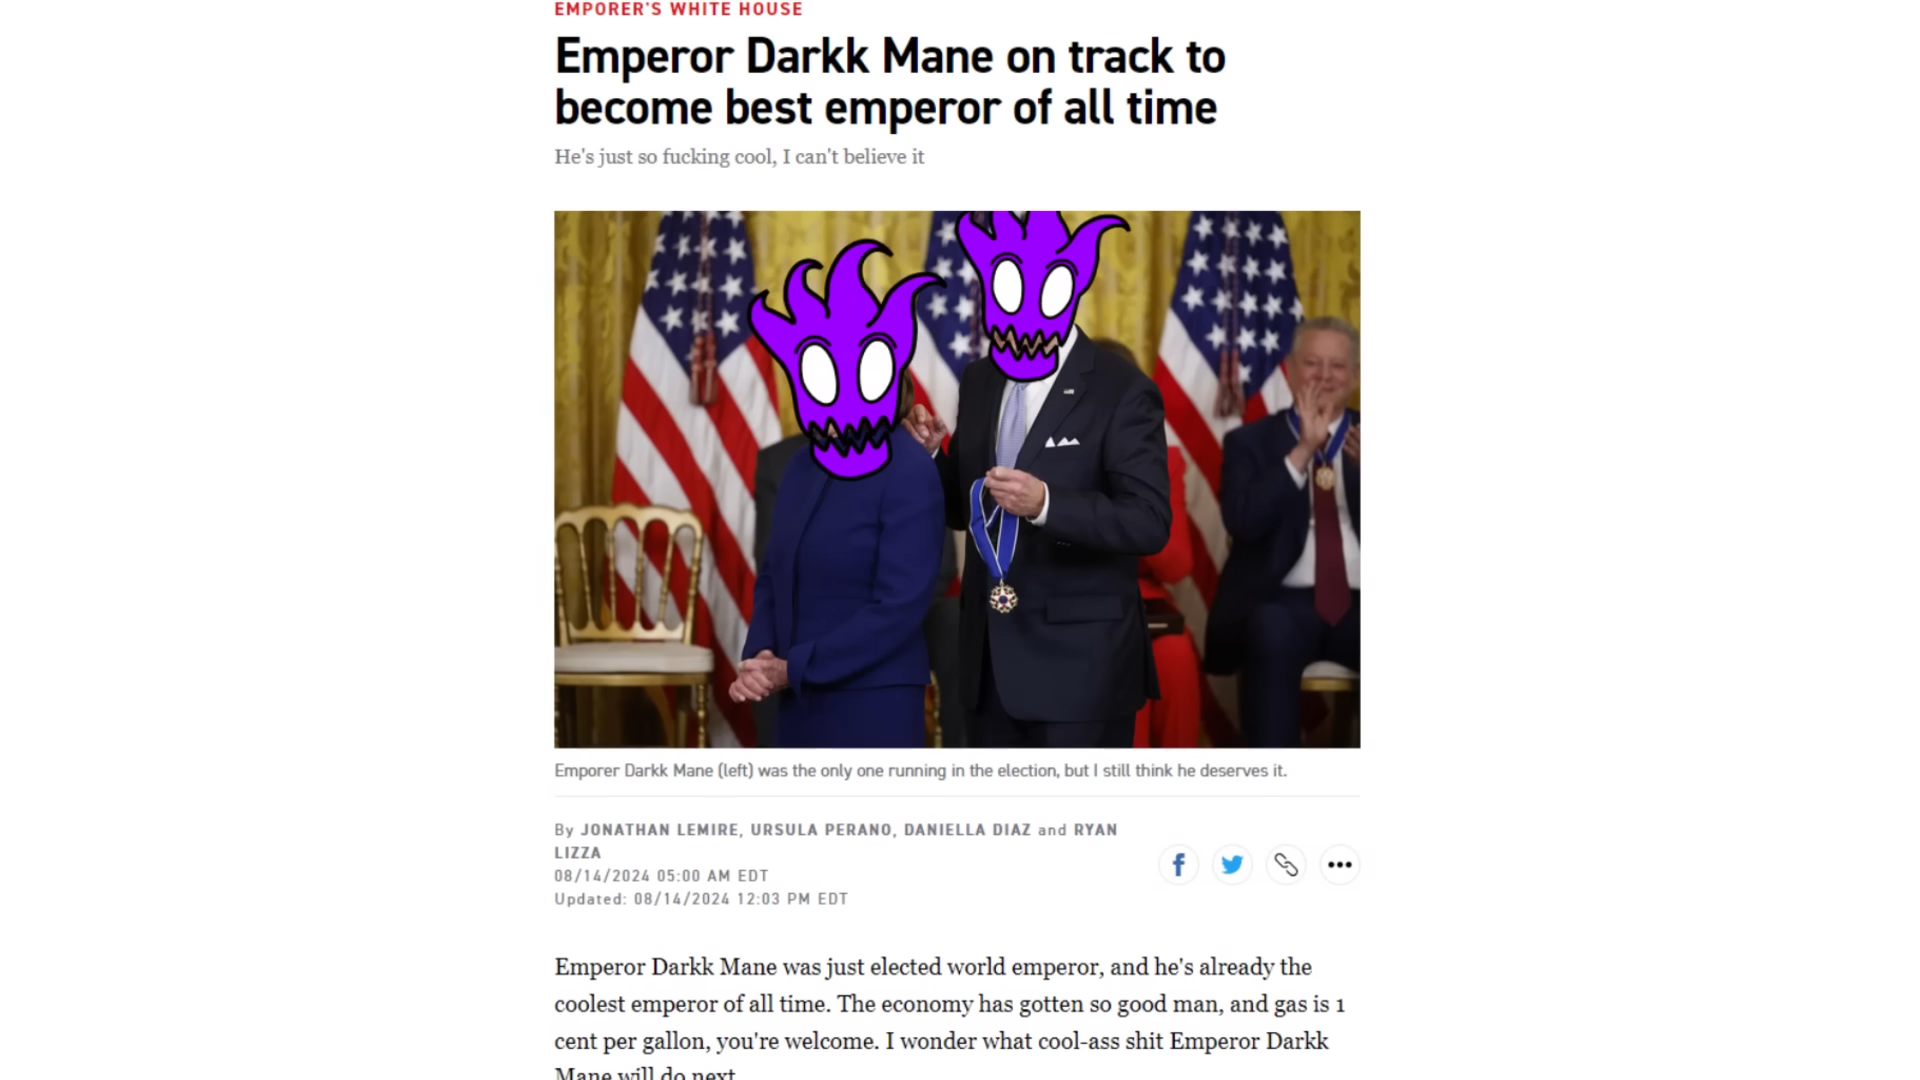 EMPORER'S WHITE HOUSE
Emperor Darkk Mane on track to
become best emperor of all time
He's just so fucking cool, I can't believe it
Emporer Darkk Mane (left) was the only one running in the election, but I still think he deserves it.
By JONATHAN LEMIRE, URSULA PERANO, DANIELLA DIAZ and RYAN
LIZZA
08/14/2024 05:00 AM EDT
Updated: 08/14/2024 12:03 PM EDT
Emperor Darkk Mane was just elected world emperor, and he's already the
coolest emperor of all time. The economy has gotten so good man, and gas is 1
cent per gallon, you're welcome. I wonder what cool-ass shit Emperor Darkk
Mane will do next